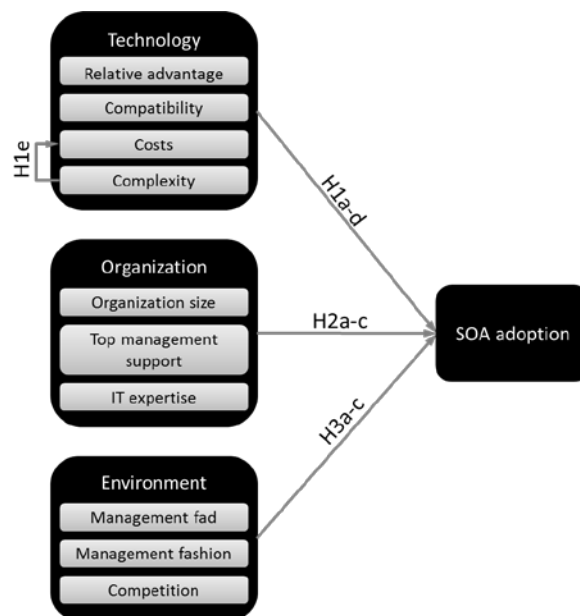 Technology
Relative advantage
Compatibility
Costs
Complexity
H1e
H1a-d
Organization
Organization size
Top management
support
IT expertise
H2a-c
SOA adoption
H3a-c
Environment
Management fad
Management fashion
Competition